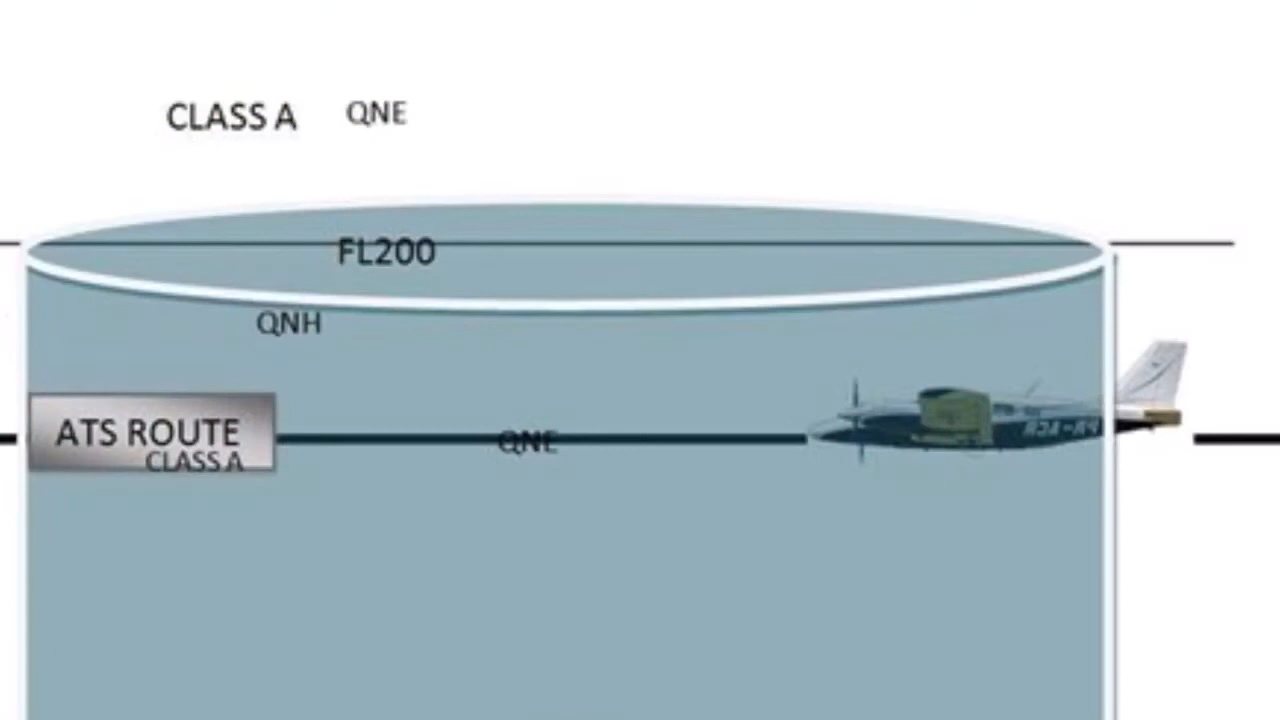 CLASS A QNE
FL200
QNH
ATS ROUTE
CLASS A
QNE